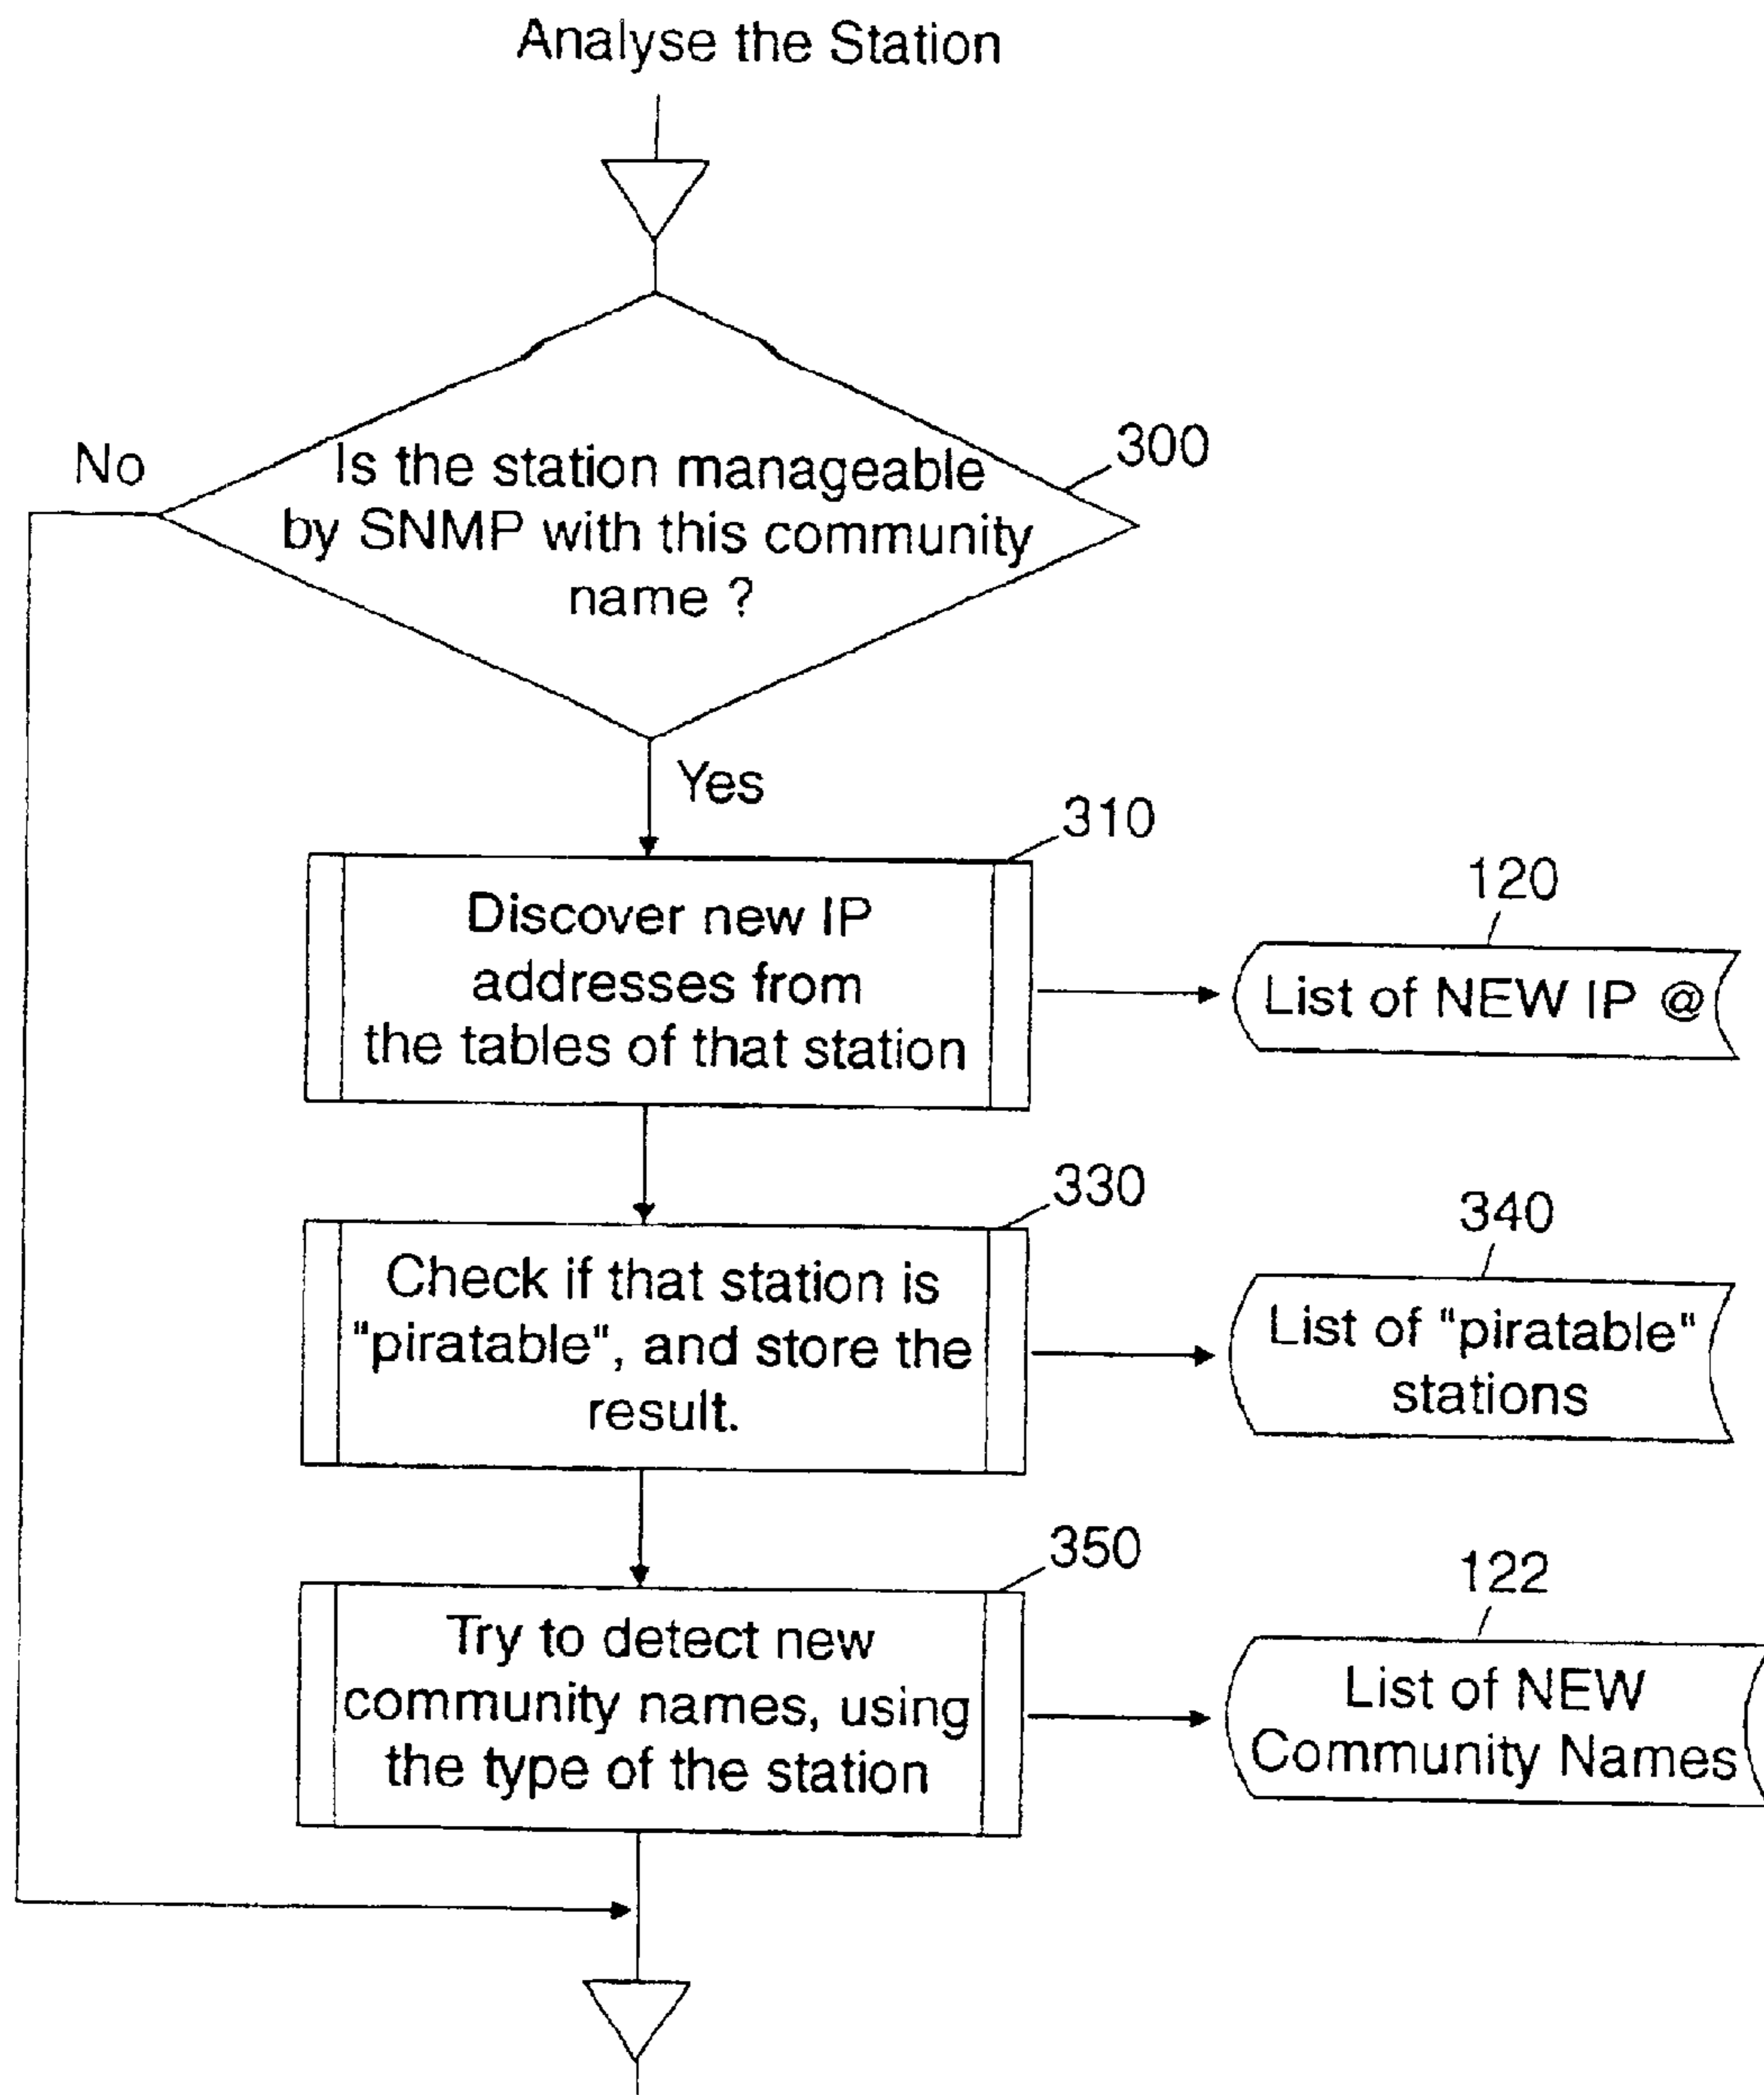 Analyse the Station
No
Is the station manageable
by SNMP with this community
name ?
300
Yes
310
Discover new IP
addresses from
the tables of that station
120
List of NEW IP @
330
Check if that station is
"piratable", and store the
result.
340
List of "piratable"
stations
350
Try to detect new
community names, using
the type of the station
122
List of NEW
Community Names